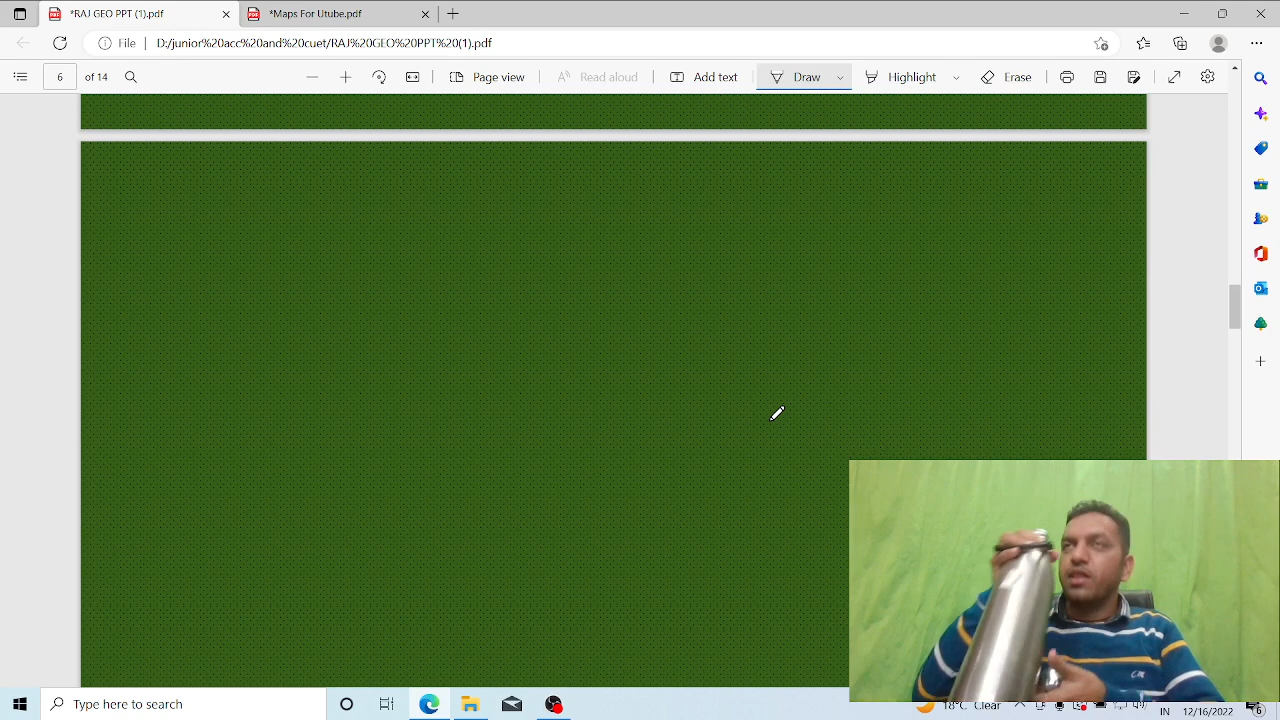 *RAJ GEO PPT (1).pdf
*Maps For Utube.pdf
File
D:/junior%20acc%20and%20cuet/RAJ%20GEO%20PPT%20(1).pdf
6 of 14
Page view
Read aloud
Add text
Draw
Highlight
Erase
Type here to search
Clear
IN
12/16/2022
6